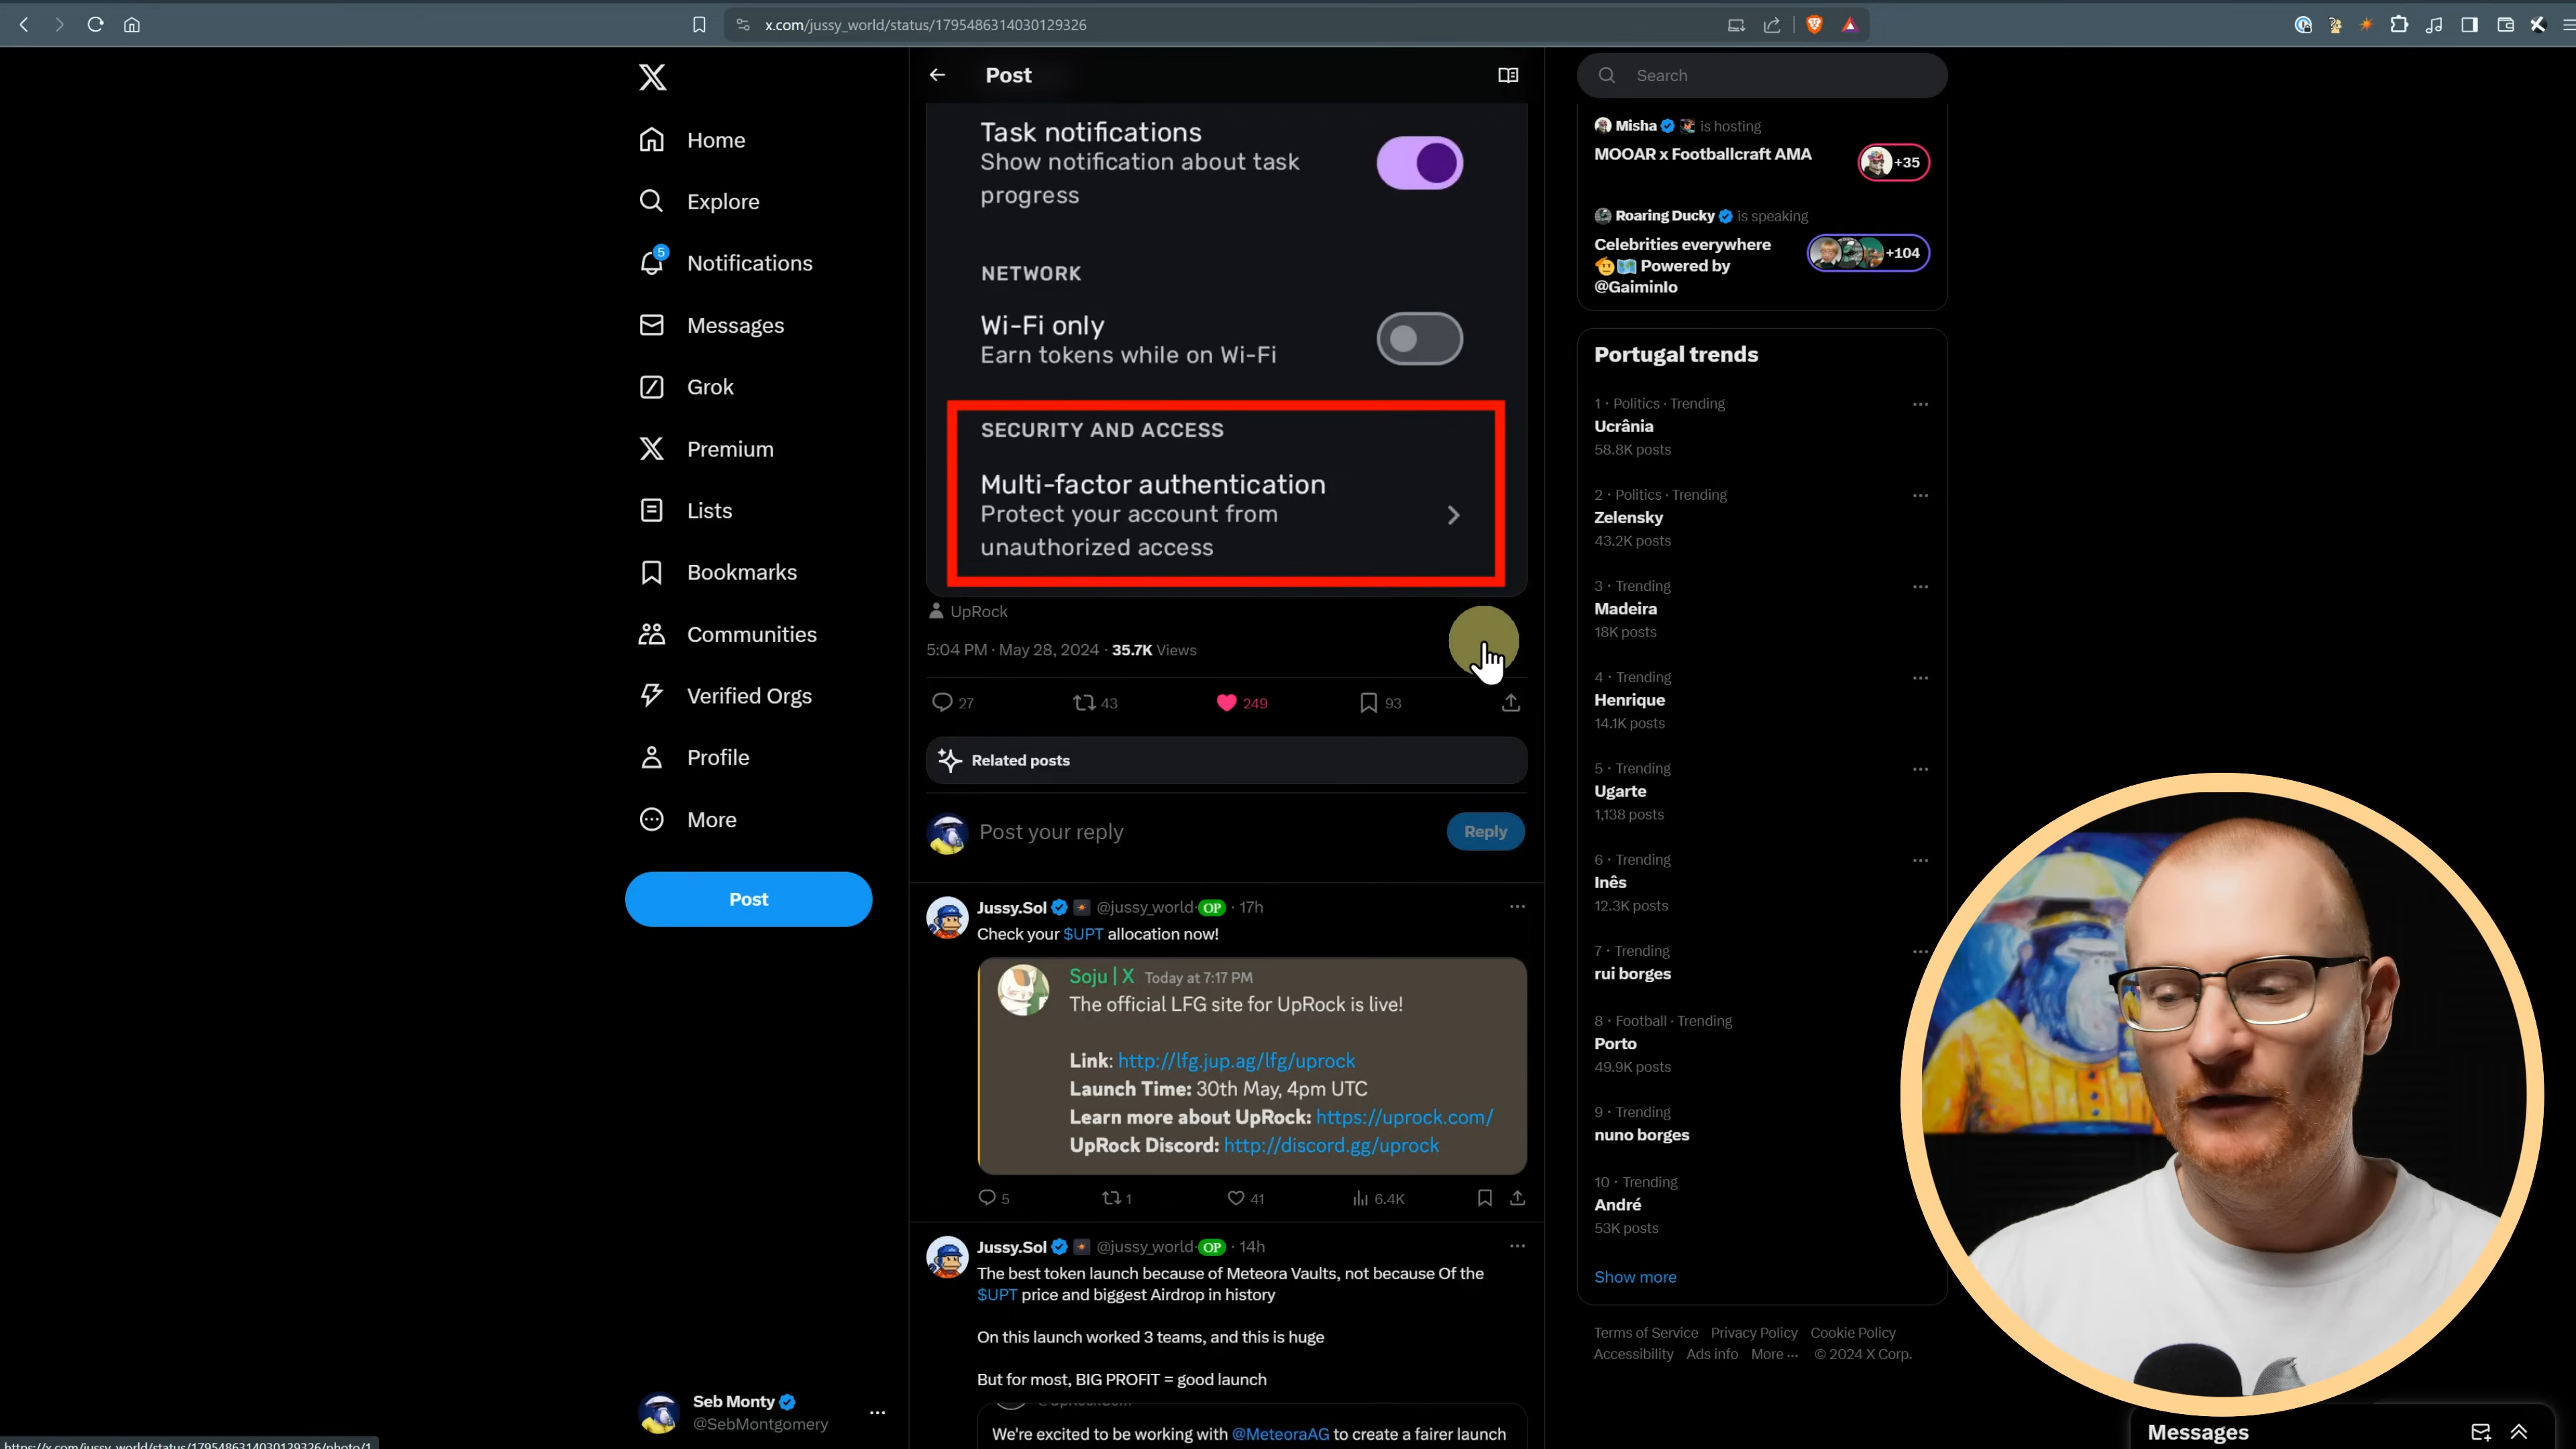 x.com/jussy_world/status/1795486314030129326
Home
Explore
5
Notifications
Messages
Grok
Premium
Lists
Bookmarks
Communities
Verified Orgs
Profile
More
Post
Seb Monty
@SebMontgomery
https://x.com/jussy_world/status/1795486314030129326/photo/1
Post
Task notifications
Show notification about task
progress
NETWORK
Wi-Fi only
Earn tokens while on Wi-Fi
SECURITY AND ACCESS
Multi-factor authentication
Protect your account from
unauthorized access
UpRock
5:04 PM · May 28, 2024 · 35.7K Views
27 43 249 93
Related posts
Post your reply
Reply
Jussy.Sol @jussy_world OP · 17h
Check your $UPT allocation now!
Soju | X Today at 7:17 PM
The official LFG site for UpRock is live!
Link: http://lfg.jup.ag/lfg/uprock
Launch Time: 30th May, 4pm UTC
Learn more about UpRock: https://uprock.com/
UpRock Discord: http://discord.gg/uprock
5 1 41 6.4K
Jussy.Sol @jussy_world OP · 14h
The best token launch because of Meteora Vaults, not because Of the
$UPT price and biggest Airdrop in history
On this launch worked 3 teams, and this is huge
But for most, BIG PROFIT = good launch
We're excited to be working with @MeteoraAG to create a fairer launch
Search
Misha is hosting
MOOAR x Footballcraft AMA
+35
Roaring Ducky is speaking
Celebrities everywhere
Powered by
@GaiminIo
+104
Portugal trends
1 · Politics · Trending
Ucrânia
58.8K posts
2 · Politics · Trending
Zelensky
43.2K posts
3 · Trending
Madeira
18K posts
4 · Trending
Henrique
14.1K posts
5 · Trending
Ugarte
1,138 posts
6 · Trending
Inês
12.3K posts
7 · Trending
rui borges
8 · Football · Trending
Porto
49.9K posts
9 · Trending
nuno borges
10 · Trending
André
53K posts
Show more
Terms of Service Privacy Policy Cookie Policy
Accessibility Ads info More ··· © 2024 X Corp.
Messages